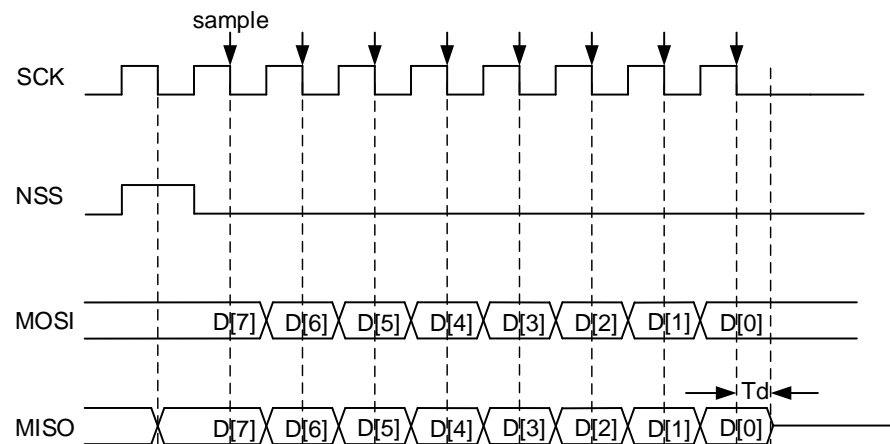 sample
SCK
NSS
MOSI D[7] D[6] D[5] D[4] D[3] D[2] D[1] D[0]
Td
MISO D[7] D[6] D[5] D[4] D[3] D[2] D[1] D[0]